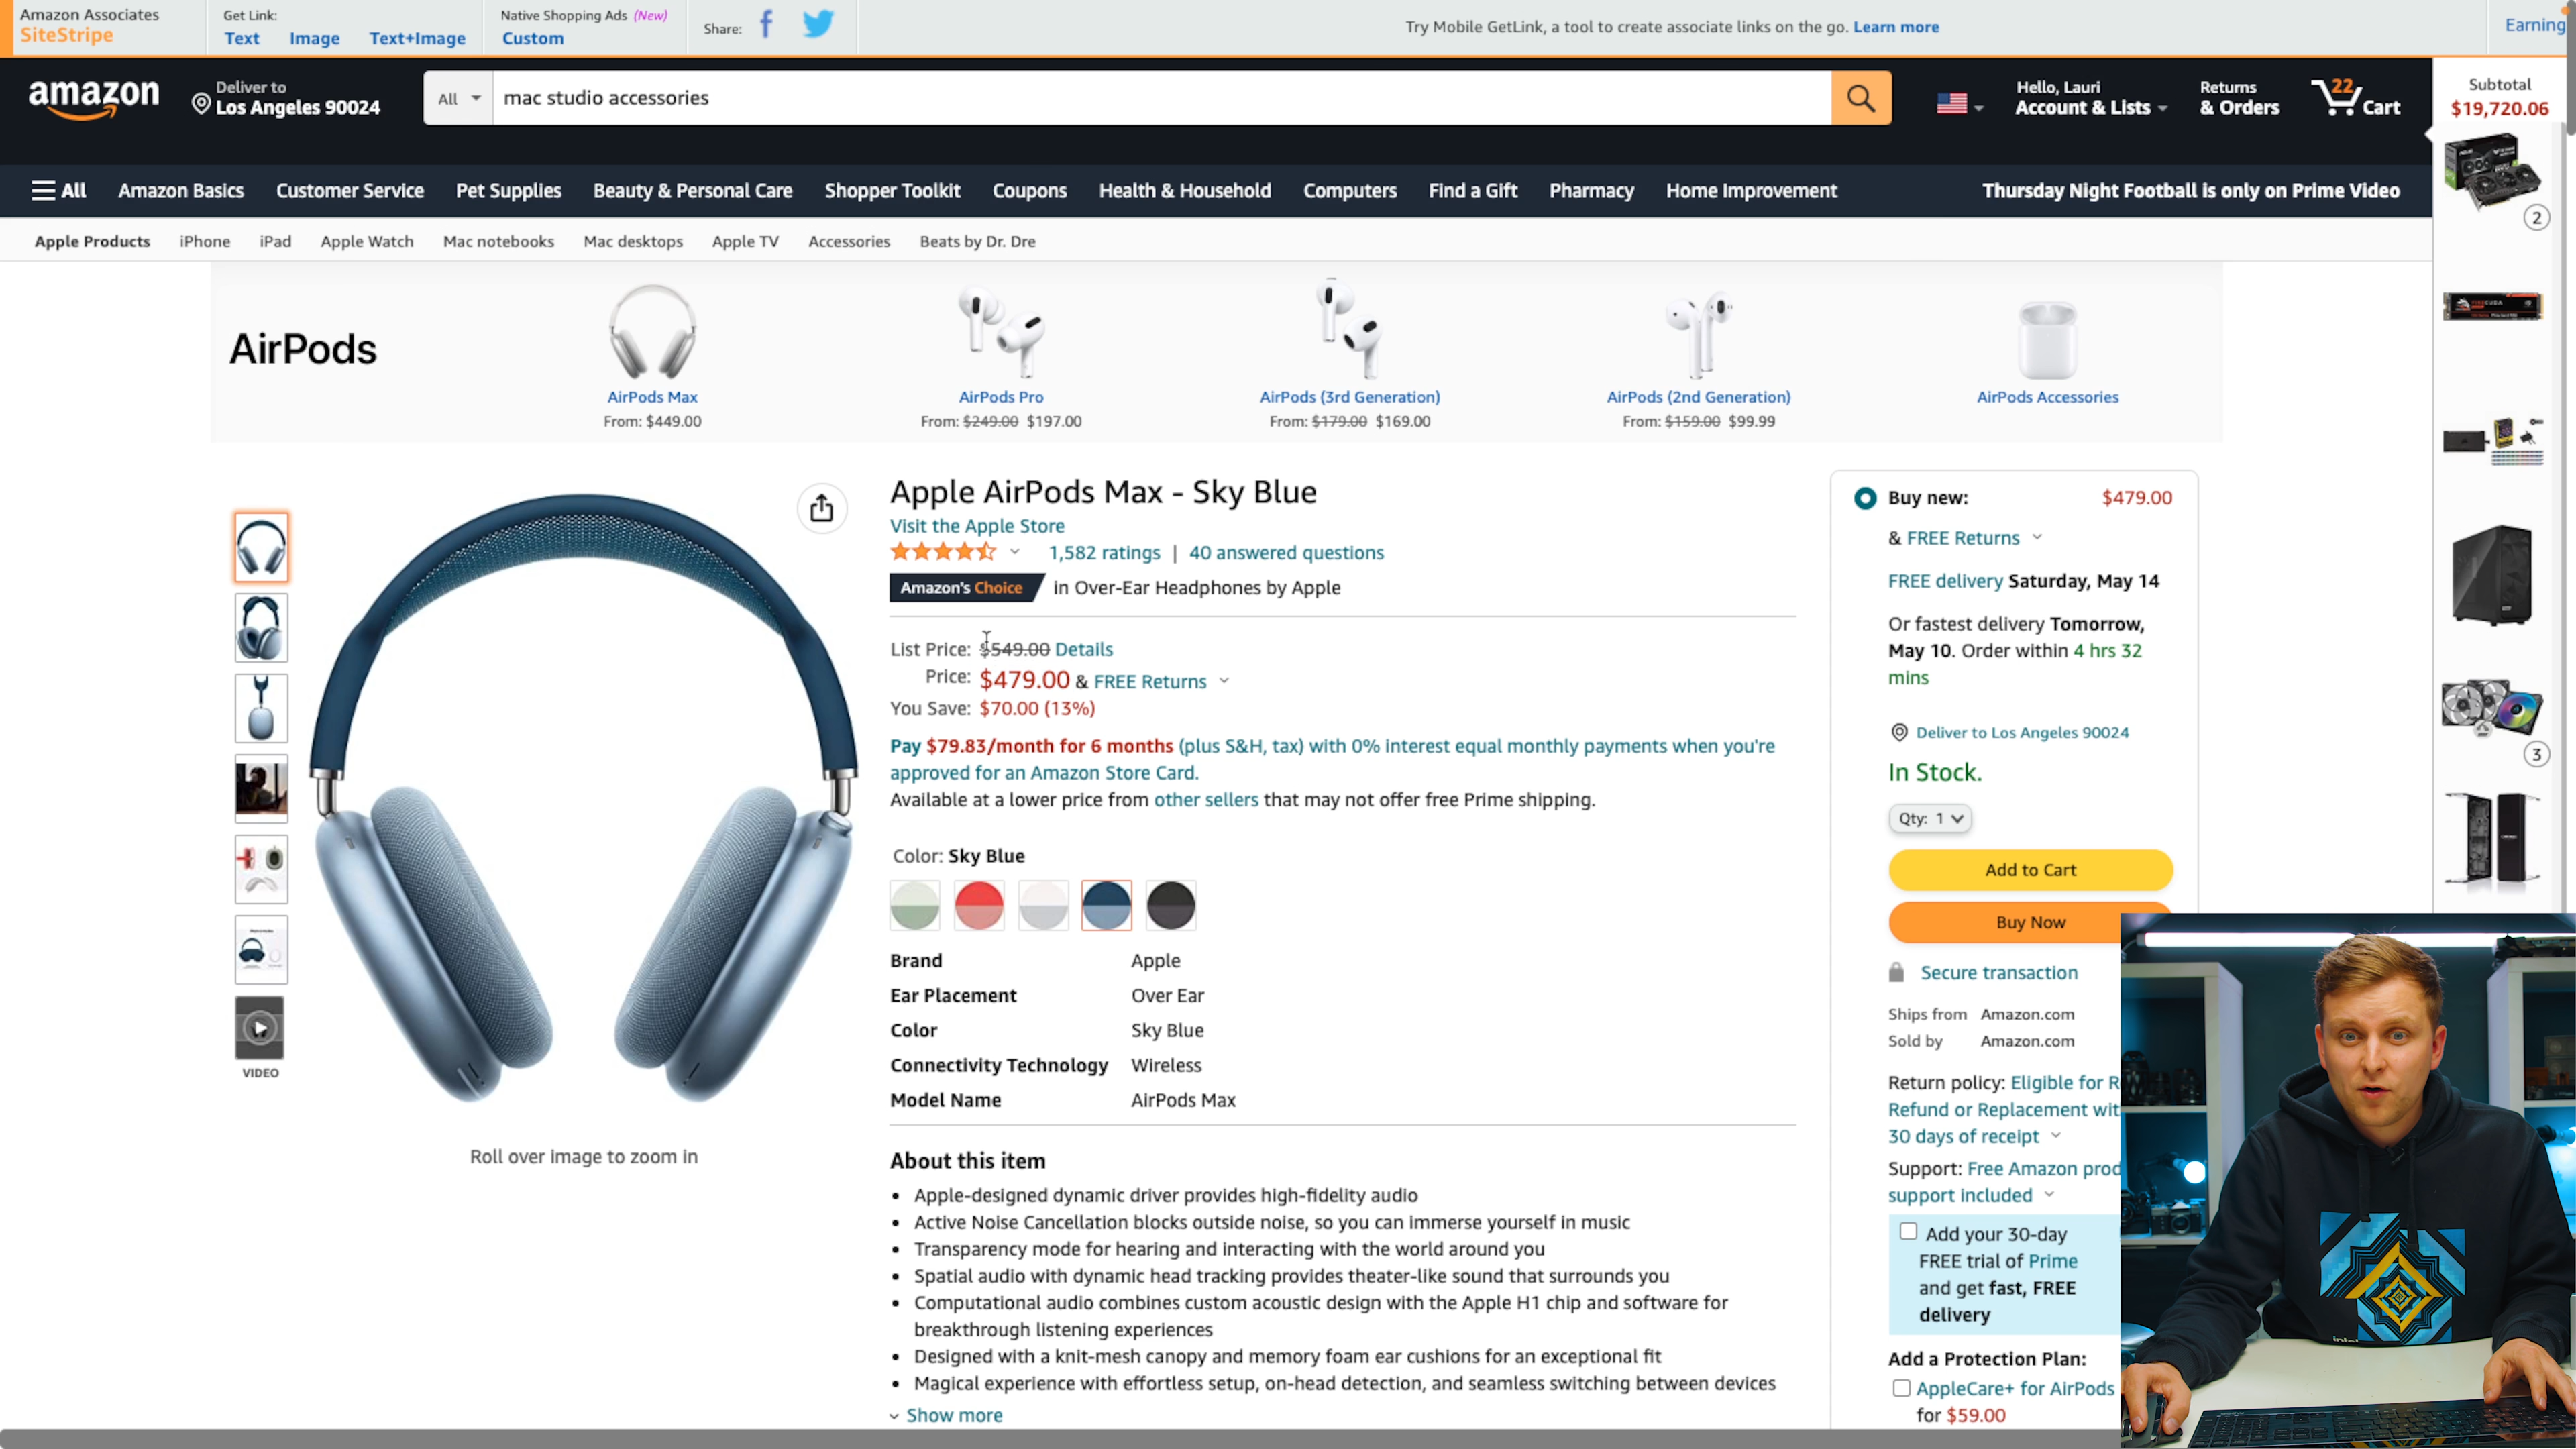 Amazon Associates
SiteStripe
Get Link:
Text Image Text+Image
Native Shopping Ads (New)
Custom
Share:
Try Mobile GetLink, a tool to create associate links on the go. Learn more
Earning
amazon
Deliver to
Los Angeles 90024
All
mac studio accessories
Hello, Lauri
Account & Lists
Returns
& Orders
22
Cart
Subtotal
$19,720.06
All Amazon Basics Customer Service Pet Supplies Beauty & Personal Care Shopper Toolkit Coupons Health & Household Computers Find a Gift Pharmacy Home Improvement
Thursday Night Football is only on Prime Video
2
3
Apple Products iPhone iPad Apple Watch Mac notebooks Mac desktops Apple TV Accessories Beats by Dr. Dre
AirPods
AirPods Max
From: $449.00
AirPods Pro
From: $249.00 $197.00
AirPods (3rd Generation)
From: $179.00 $169.00
AirPods (2nd Generation)
From: $159.00 $99.99
AirPods Accessories
VIDEO
Roll over image to zoom in
Apple AirPods Max - Sky Blue
Visit the Apple Store
1,582 ratings | 40 answered questions
Amazon's Choice in Over-Ear Headphones by Apple
List Price: $549.00 Details
Price: $479.00 & FREE Returns
You Save: $70.00 (13%)
Pay $79.83/month for 6 months (plus S&H, tax) with 0% interest equal monthly payments when you're
approved for an Amazon Store Card.
Available at a lower price from other sellers that may not offer free Prime shipping.
Color: Sky Blue
Brand Apple
Ear Placement Over Ear
Color Sky Blue
Connectivity Technology Wireless
Model Name AirPods Max
About this item
• Apple-designed dynamic driver provides high-fidelity audio
• Active Noise Cancellation blocks outside noise, so you can immerse yourself in music
• Transparency mode for hearing and interacting with the world around you
• Spatial audio with dynamic head tracking provides theater-like sound that surrounds you
• Computational audio combines custom acoustic design with the Apple H1 chip and software for
breakthrough listening experiences
• Designed with a knit-mesh canopy and memory foam ear cushions for an exceptional fit
• Magical experience with effortless setup, on-head detection, and seamless switching between devices
Show more
Buy new: $479.00
& FREE Returns
FREE delivery Saturday, May 14
Or fastest delivery Tomorrow,
May 10. Order within 4 hrs 32
mins
Deliver to Los Angeles 90024
In Stock.
Qty: 1
Add to Cart
Buy Now
Secure transaction
Ships from Amazon.com
Sold by Amazon.com
Return policy: Eligible for R
Refund or Replacement wit
30 days of receipt
Support: Free Amazon prod
support included
Add your 30-day
FREE trial of Prime
and get fast, FREE
delivery
Add a Protection Plan:
AppleCare+ for AirPods
for $59.00